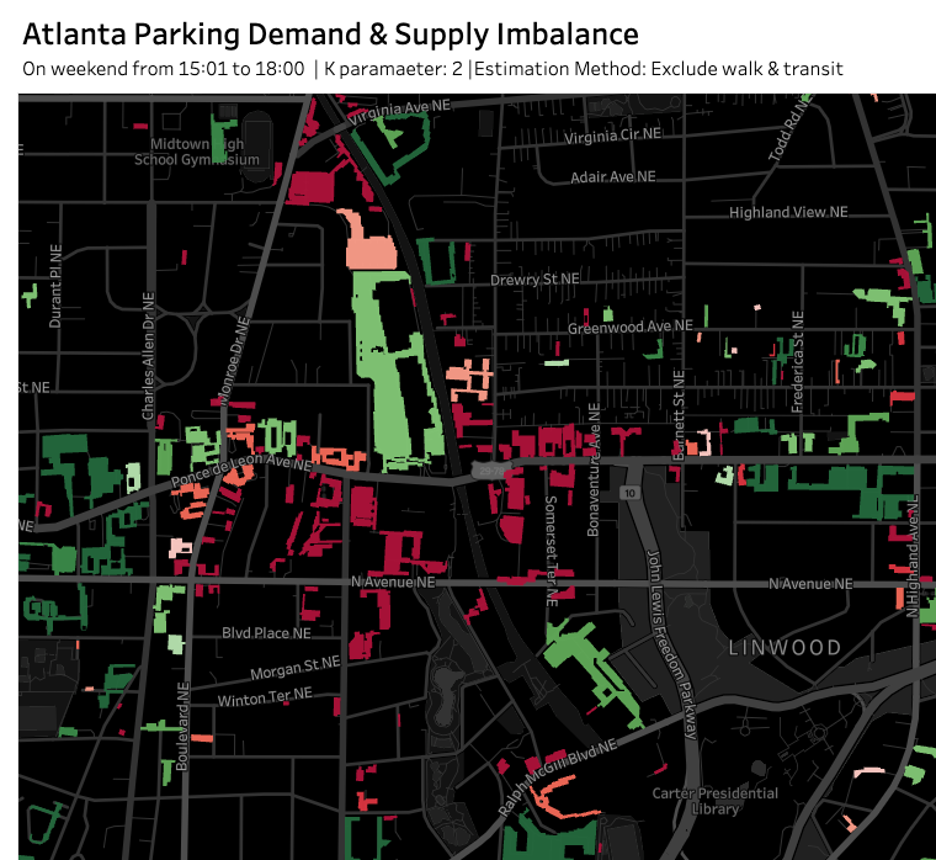 Atlanta Parking Demand & Supply Imbalance
On weekend from 15:01 to 18:00 | K paramaeter: 2 |Estimation Method: Exclude walk & transit
Virginia Ave NE
Todd Rd N
Virginia Cir NE
Midtown High
School Gymnasium
Adair Ave NE
Highland View NE
Durant Pl NE
Drewry St NE
Charles Allen Dr NE
Monroe Dr NE
Greenwood Ave NE
Frederica St NE
St NE
Barnett St NE
Bonaventure Ave NE
Ponce de Leon Ave NE
29-78
10
Somerset Ter NE
NE
N Highland Ave NE
John Lewis Freedom Parkway
N Avenue NE
N Avenue NE
Blvd Place NE
LINWOOD
Morgan St NE
Winton Ter NE
Boulevard NE
Ralph McGill Blvd NE
Carter Presidential
Library